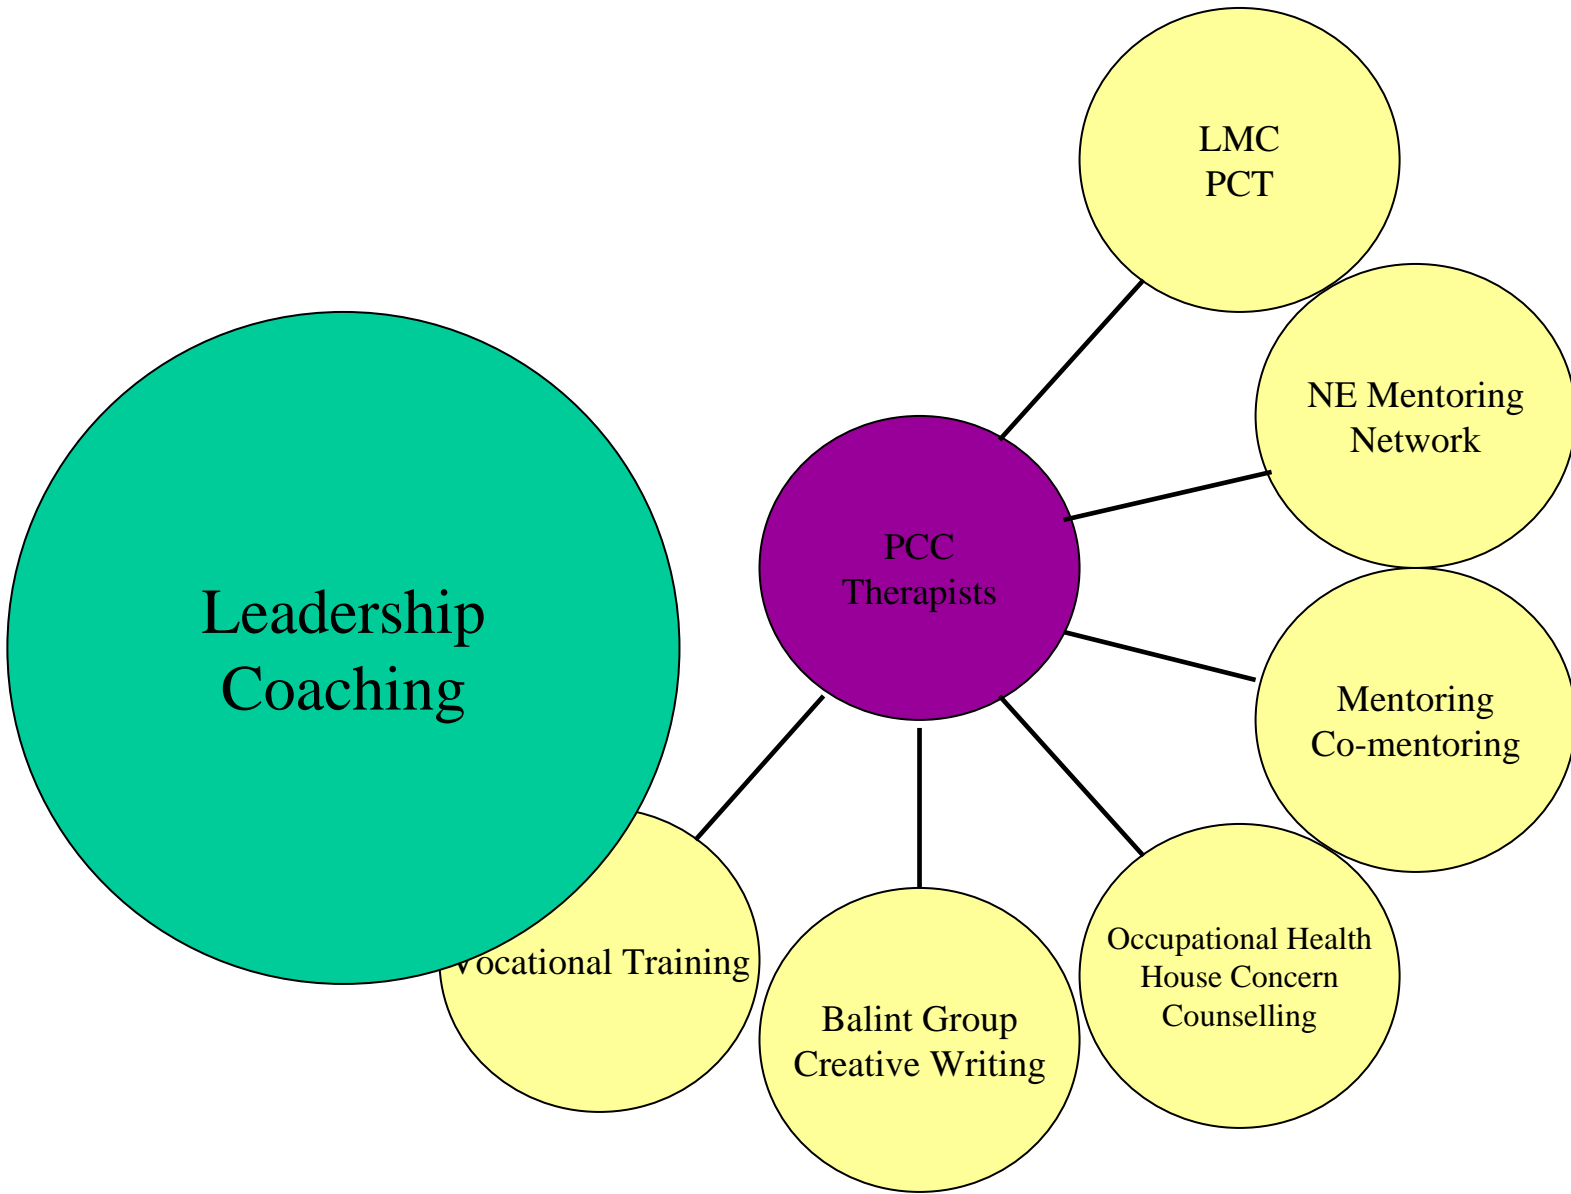 LMC
PCT
NE Mentoring
Network
PCC
Therapists
Leadership
Coaching
Mentoring
Co-mentoring
Vocational Training
Occupational Health
House Concern
Counselling
Balint Group
Creative Writing